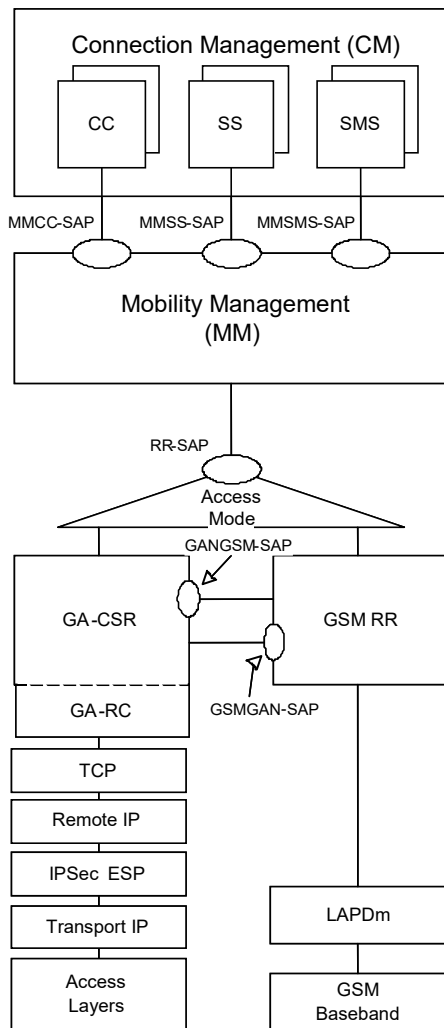 Connection Management (CM)
CC
SS
SMS
MMCC-SAP
MMSS-SAP
MMSMS-SAP
Mobility Management
(MM)
RR-SAP
Access
Mode
GANGSM-SAP
GA-CSR
GSM RR
GA-RC
GSMGAN-SAP
TCP
Remote IP
IPSec ESP
Transport IP
LAPDm
Access
Layers
GSM
Baseband